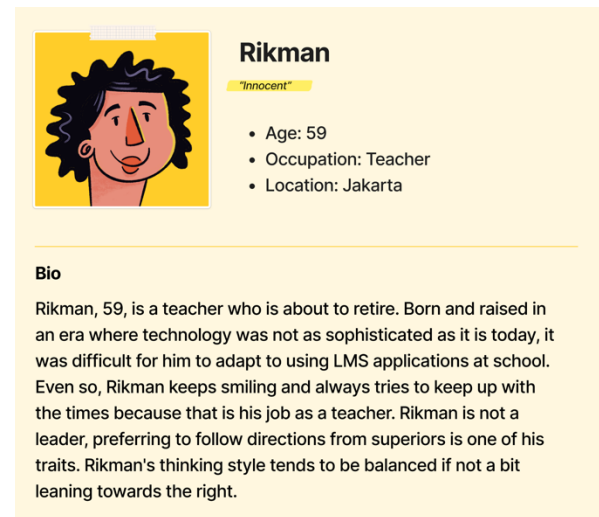 Rikman
"Innocent"
• Age: 59
• Occupation: Teacher
• Location: Jakarta
Bio
Rikman, 59, is a teacher who is about to retire. Born and raised in
an era where technology was not as sophisticated as it is today, it
was difficult for him to adapt to using LMS applications at school.
Even so, Rikman keeps smiling and always tries to keep up with
the times because that is his job as a teacher. Rikman is not a
leader, preferring to follow directions from superiors is one of his
traits. Rikman's thinking style tends to be balanced if not a bit
leaning towards the right.